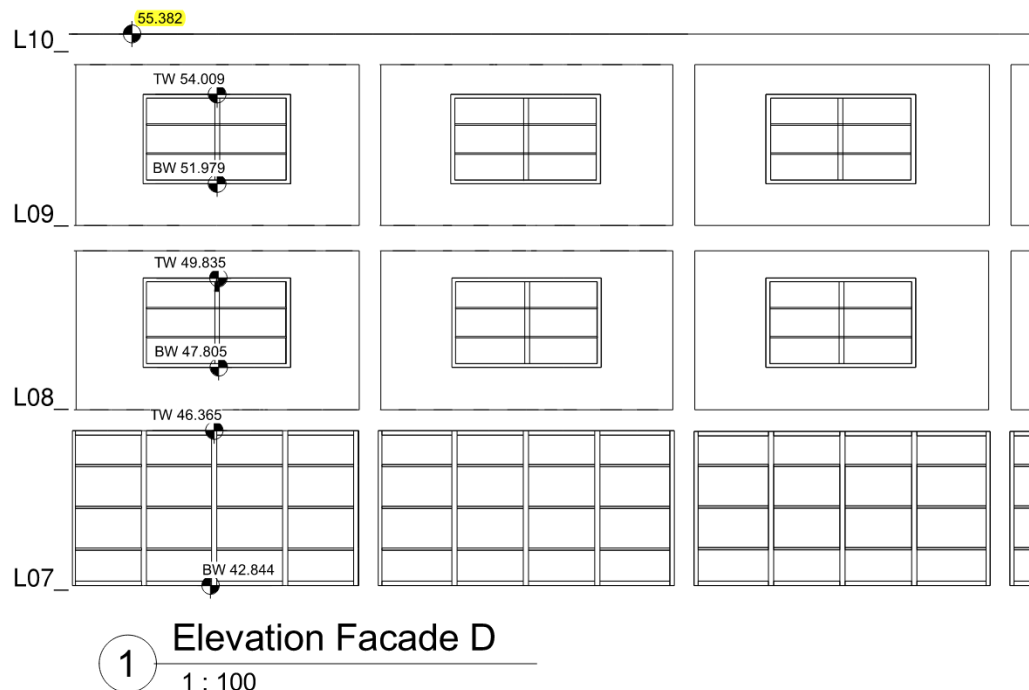 55.382
L10_
TW 54.009
BW 51.979
L09_
TW 49.835
BW 47.805
L08_
TW 46.365
BW 42.844
L07_
1 Elevation Facade D
1 : 100